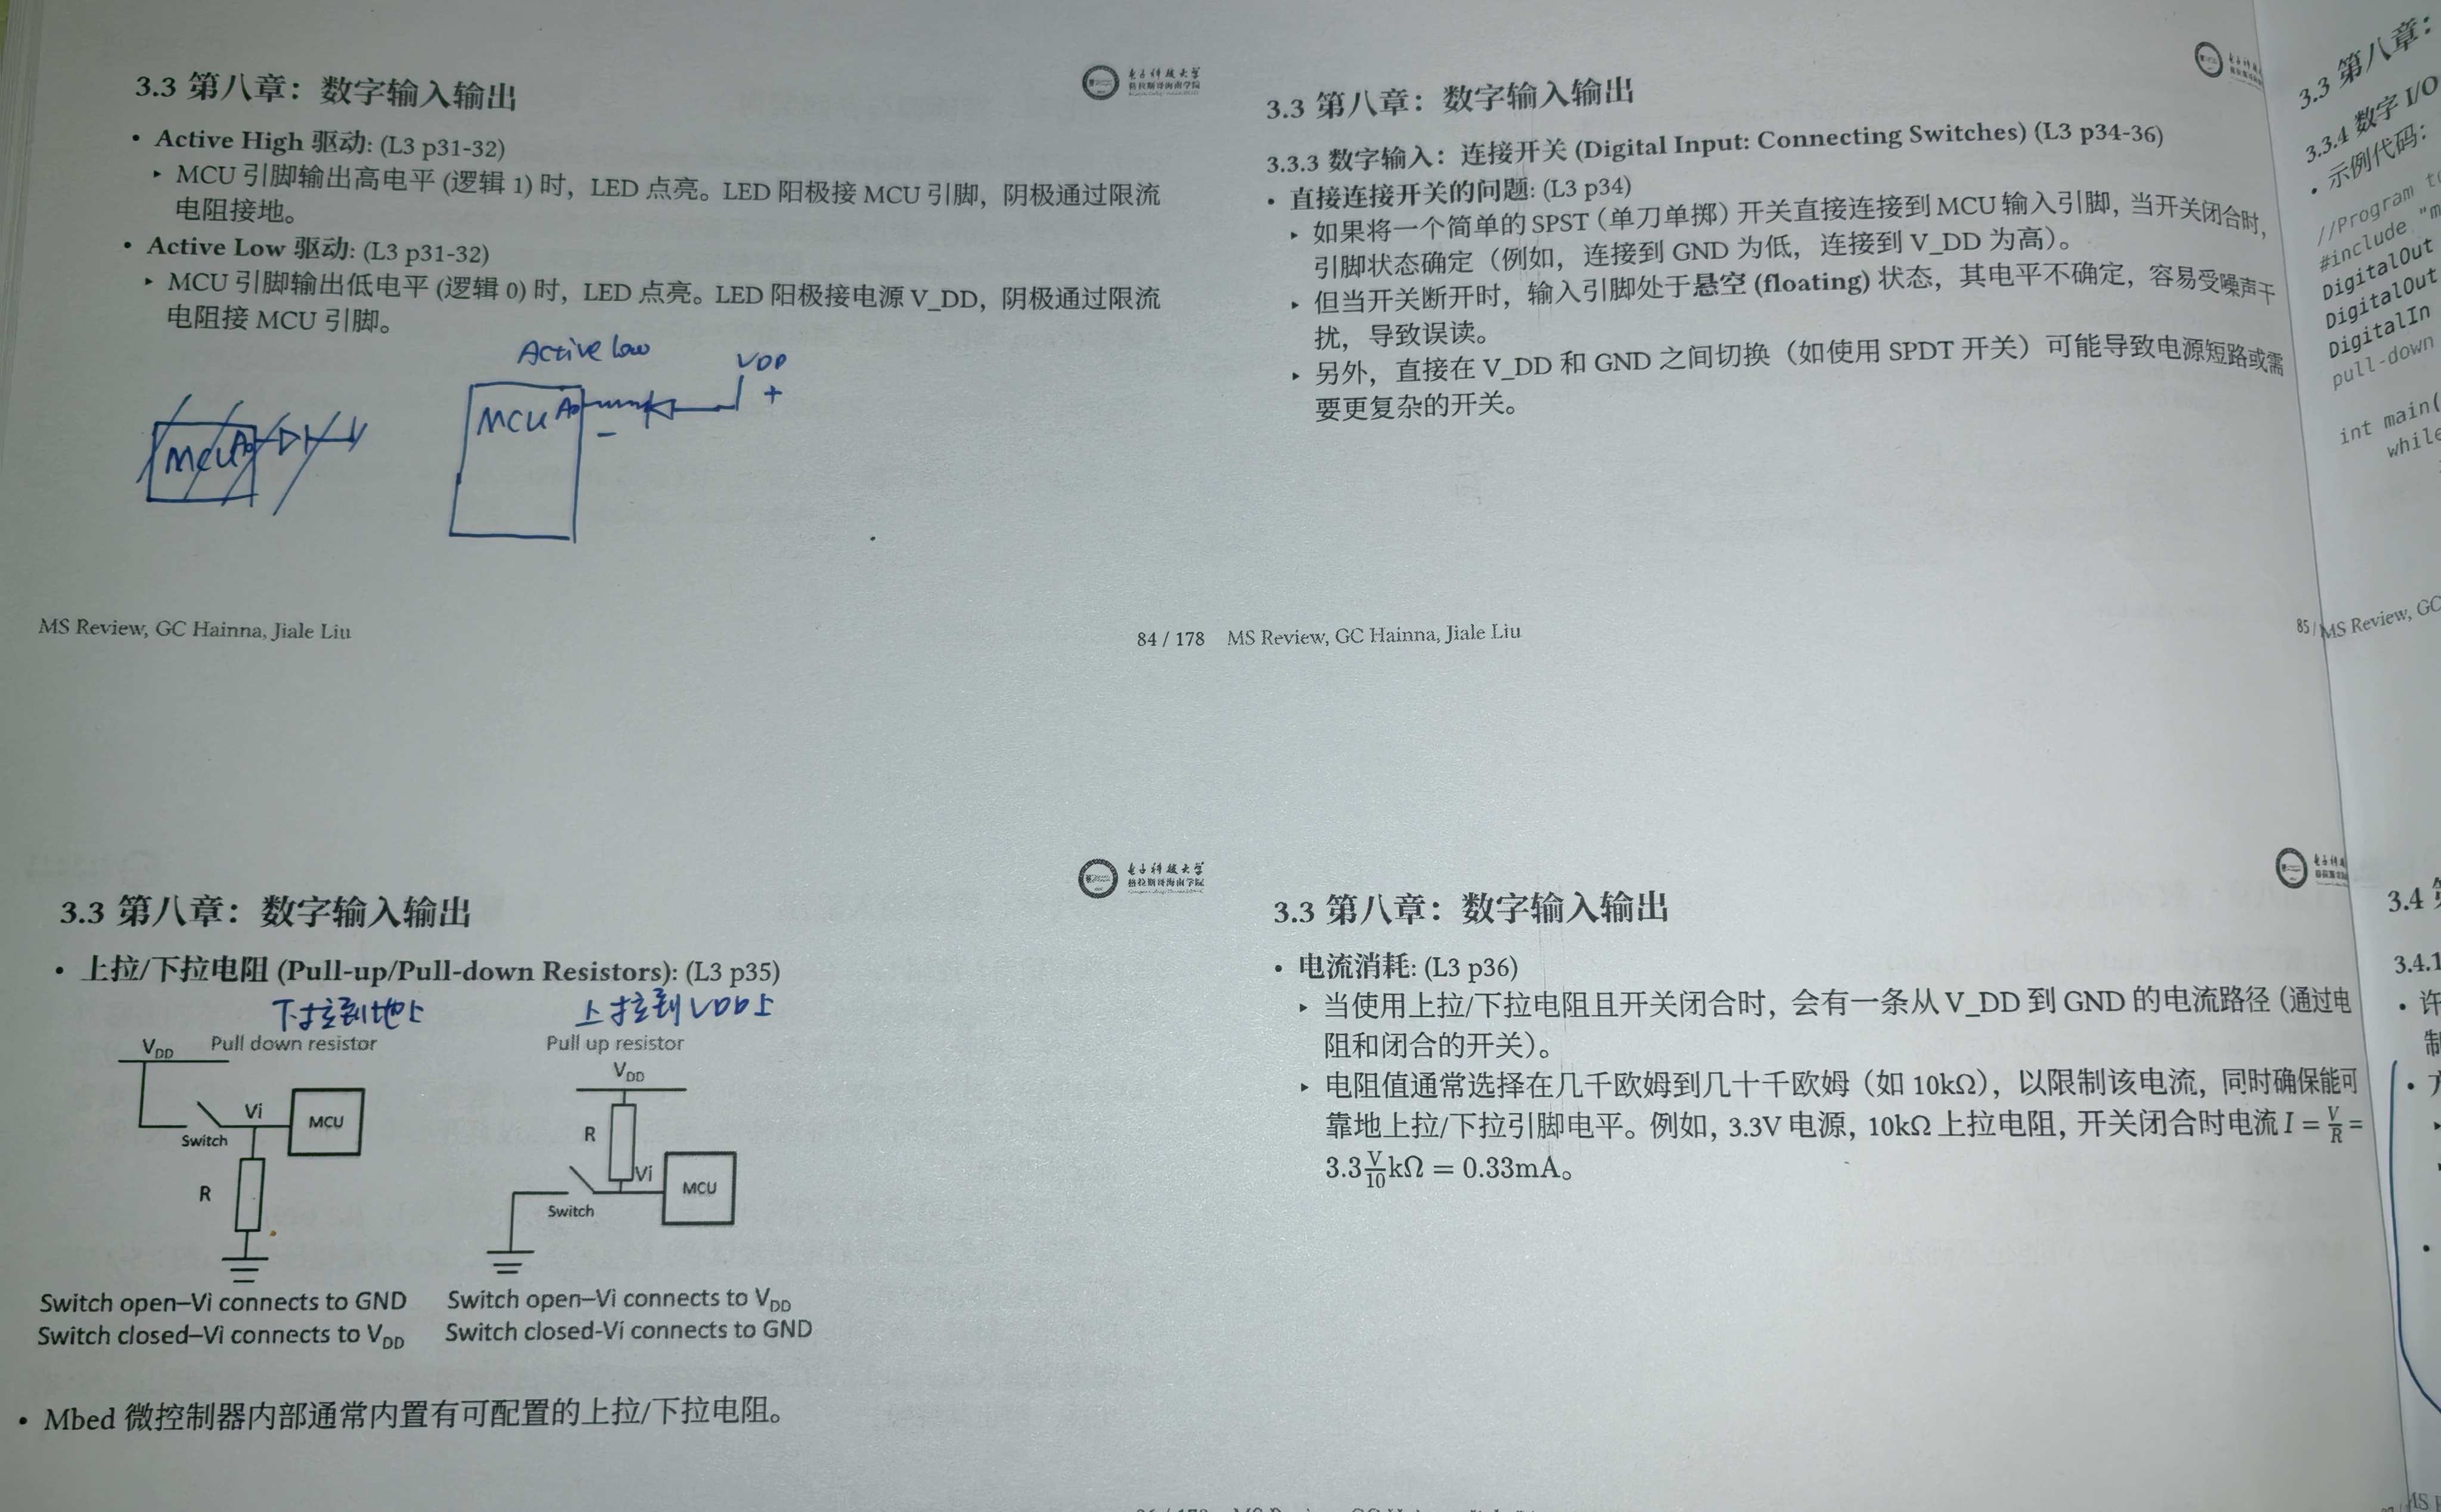 3.3 第八章：数字输入输出
电子科技大学
格拉斯哥海南学院
• Active High 驱动: (L3 p31-32)
‣ MCU 引脚输出高电平 (逻辑 1) 时，LED 点亮。LED 阳极接 MCU 引脚，阴极通过限流
电阻接地。
• Active Low 驱动: (L3 p31-32)
‣ MCU 引脚输出低电平 (逻辑 0) 时，LED 点亮。LED 阳极接电源 V_DD，阴极通过限流
电阻接 MCU 引脚。
Active low
VDD
+
MCU
-
MCU
MS Review, GC Hainna, Jiale Liu
84 / 178
3.3 第八章：数字输入输出
3.3.3 数字输入：连接开关 (Digital Input: Connecting Switches) (L3 p34-36)
• 直接连接开关的问题: (L3 p34)
‣ 如果将一个简单的 SPST（单刀单掷）开关直接连接到 MCU 输入引脚，当开关闭合时，
引脚状态确定（例如，连接到 GND 为低，连接到 V_DD 为高）。
‣ 但当开关断开时，输入引脚处于悬空 (floating) 状态，其电平不确定，容易受噪声干
扰，导致误读。
‣ 另外，直接在 V_DD 和 GND 之间切换（如使用 SPDT 开关）可能导致电源短路或需
要更复杂的开关。
MS Review, GC Hainna, Jiale Liu
85 /
3.3 第八章：
3.3.4 数字 I/O
• 示例代码：
//Program
#include "m
DigitalOut
DigitalOut
DigitalIn
pull-down
int main(
while
MS Review, GC
3.3 第八章：数字输入输出
电子科技大学
格拉斯哥海南学院
• 上拉/下拉电阻 (Pull-up/Pull-down Resistors): (L3 p35)
下拉到地上
上拉到VDD上
Pull down resistor
VDD
Vi
MCU
Switch
R
Pull up resistor
VDD
R
Vi
MCU
Switch
Switch open–Vi connects to GND
Switch closed–Vi connects to VDD
Switch open–Vi connects to VDD
Switch closed-Vi connects to GND
• Mbed 微控制器内部通常内置有可配置的上拉/下拉电阻。
3.3 第八章：数字输入输出
• 电流消耗: (L3 p36)
‣ 当使用上拉/下拉电阻且开关闭合时，会有一条从 V_DD 到 GND 的电流路径（通过电
阻和闭合的开关）。
‣ 电阻值通常选择在几千欧姆到几十千欧姆（如 10kΩ），以限制该电流，同时确保能可
靠地上拉/下拉引脚电平。例如，3.3V 电源，10kΩ 上拉电阻，开关闭合时电流 I = V/R =
3.3 V/10 kΩ = 0.33mA。
3.4
3.4.1
• 许
制